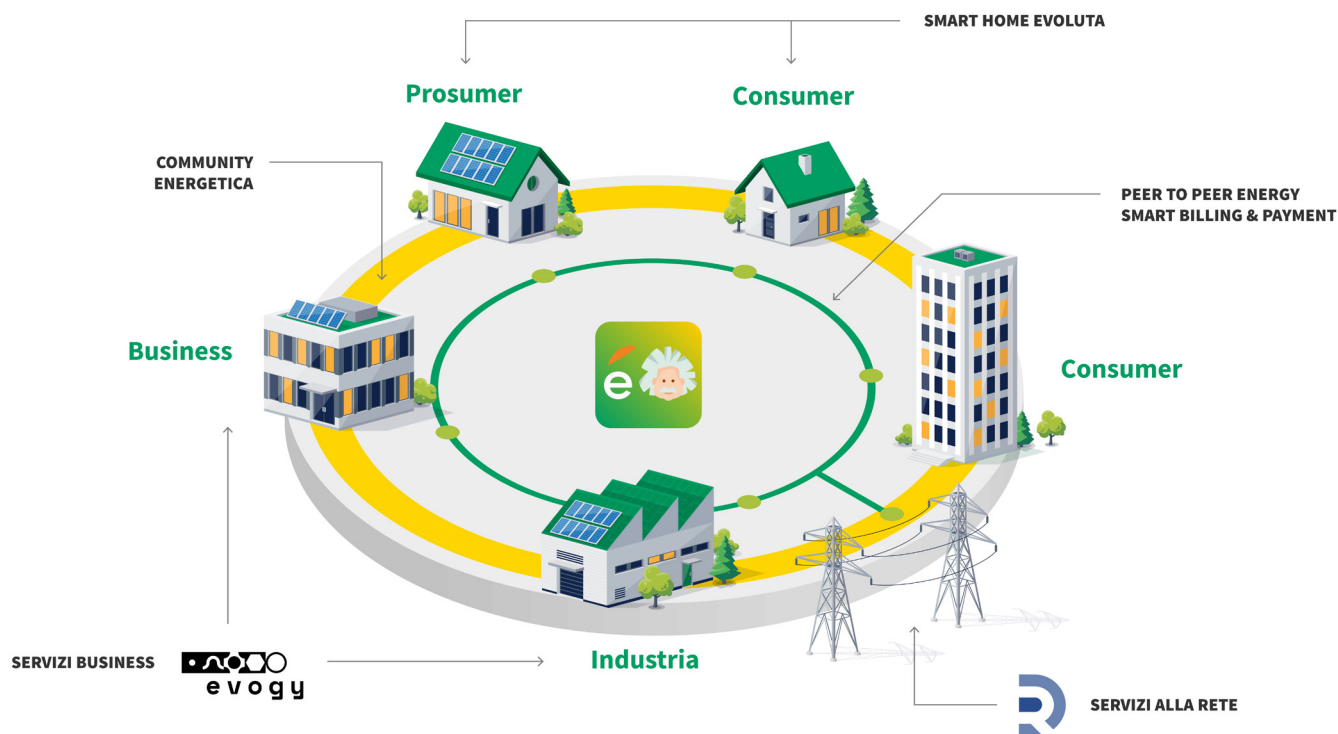 SMART HOME EVOLUTA
Prosumer
Consumer
COMMUNITY
ENERGETICA
PEER TO PEER ENERGY
SMART BILLING & PAYMENT
é
Business
Consumer
SERVIZI BUSINESS
evogy
Industria
R
SERVIZI ALLA RETE